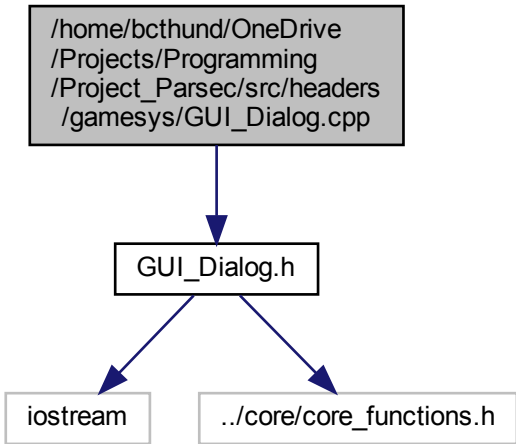 /home/bcthund/OneDrive
/Projects/Programming
/Project_Parsec/src/headers
/gamesys/GUI_Dialog.cpp
GUI_Dialog.h
iostream
../core/core_functions.h